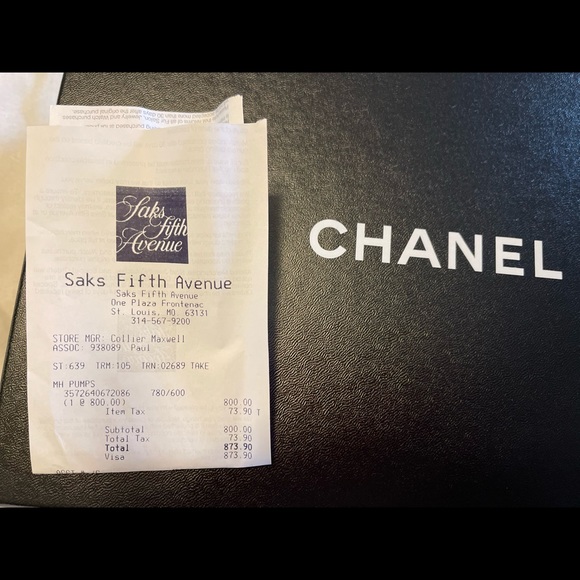 Saks
Fifth
Avenue
Saks Fifth Avenue
Saks Fifth Avenue
One Plaza Frontenac
St. Louis, MO 63131
314-567-9200
STORE MGR: Collier Maxwell
ASSOC: 938089 Paul
ST:639 TRM:105 TRN:02689 TAKE
MH PUMPS
3572640672086 780/600
(1 @ 800.00) 800.00
Item Tax 73.90 T
Subtotal 800.00
Total Tax 73.90
Total 873.90
Visa 873.90
CHANEL